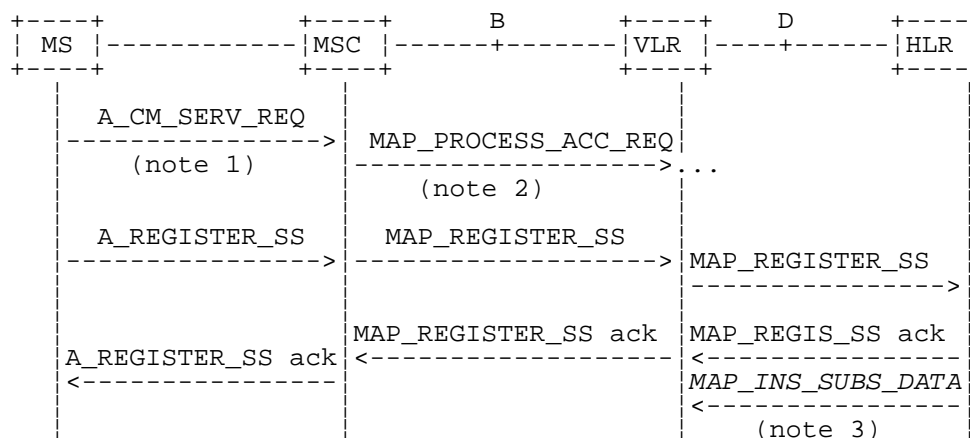 B D
MS MSC VLR HLR
A_CM_SERV_REQ
MAP_PROCESS_ACC_REQ
(note 1)
...
(note 2)
A_REGISTER_SS MAP_REGISTER_SS
MAP_REGISTER_SS
MAP_REGISTER_SS ack MAP_REGIS_SS ack
A_REGISTER_SS ack
MAP_INS_SUBS_DATA
(note 3)